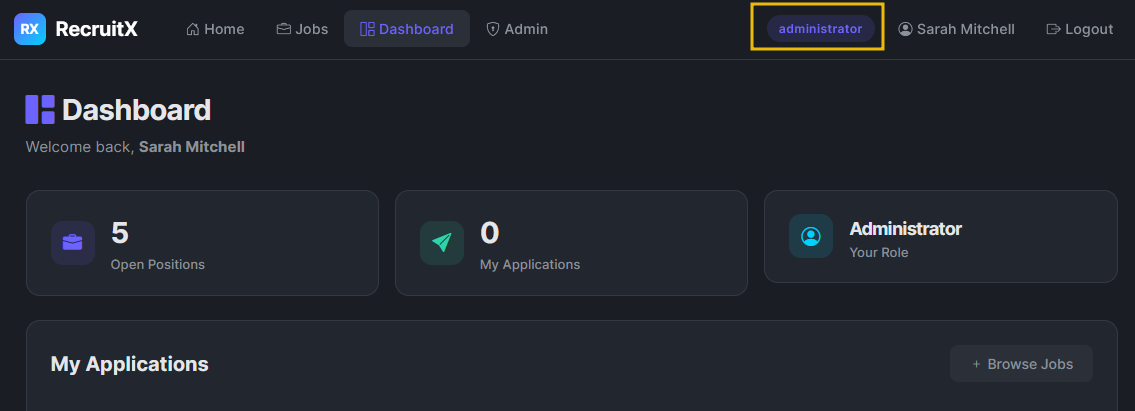 RX RecruitX Home Jobs Dashboard Admin administrator Sarah Mitchell Logout
Dashboard
Welcome back, Sarah Mitchell
5
Open Positions
0
My Applications
Administrator
Your Role
My Applications
+ Browse Jobs